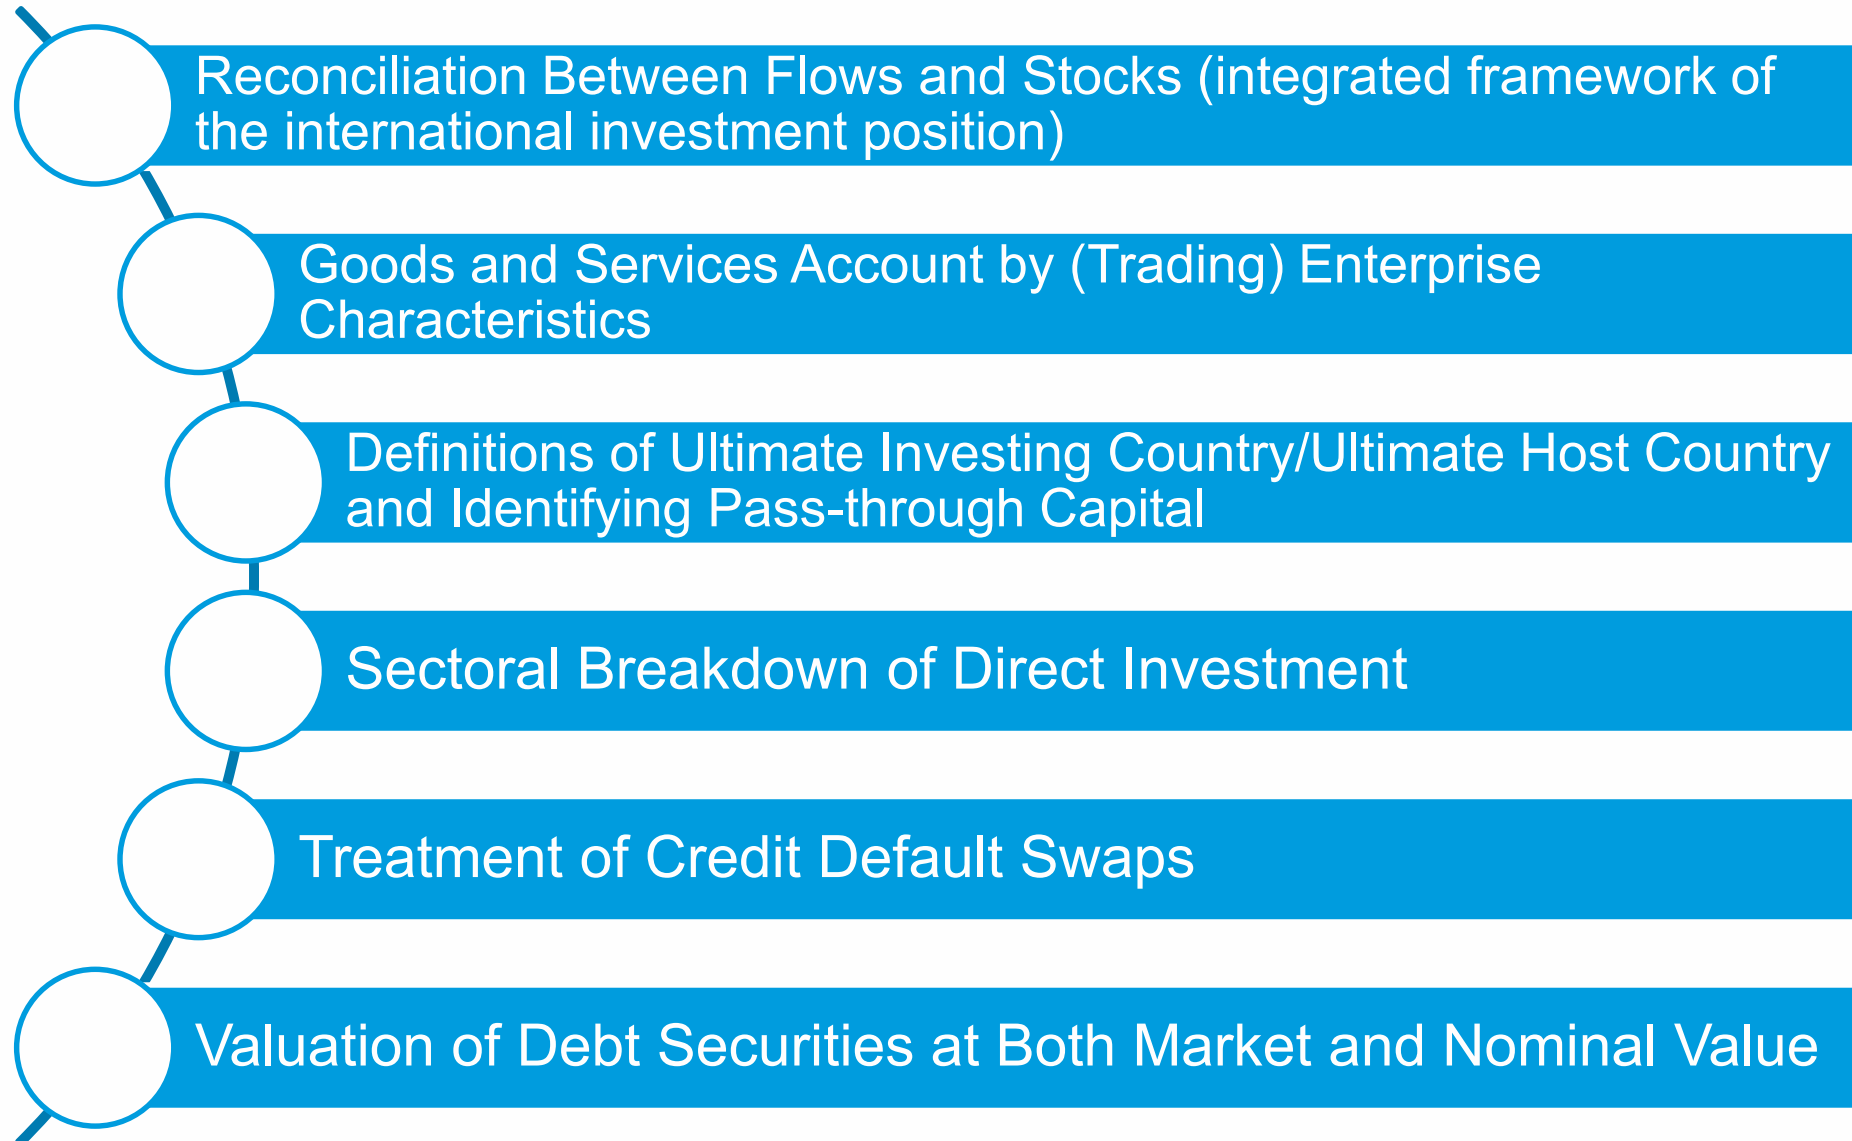 Reconciliation Between Flows and Stocks (integrated framework of
the international investment position)
Goods and Services Account by (Trading) Enterprise
Characteristics
Definitions of Ultimate Investing Country/Ultimate Host Country
and Identifying Pass-through Capital
Sectoral Breakdown of Direct Investment
Treatment of Credit Default Swaps
Valuation of Debt Securities at Both Market and Nominal Value